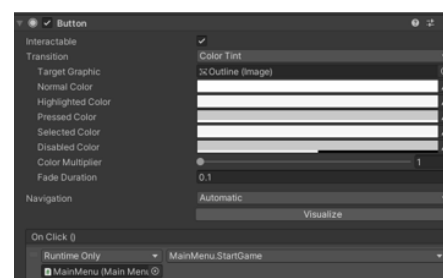 Button
Interactable
Transition Color Tint
Target Graphic Outline (Image)
Normal Color
Highlighted Color
Pressed Color
Selected Color
Disabled Color
Color Multiplier 1
Fade Duration 0.1
Navigation Automatic
Visualize
On Click ()
Runtime Only MainMenu.StartGame
MainMenu (Main Menu